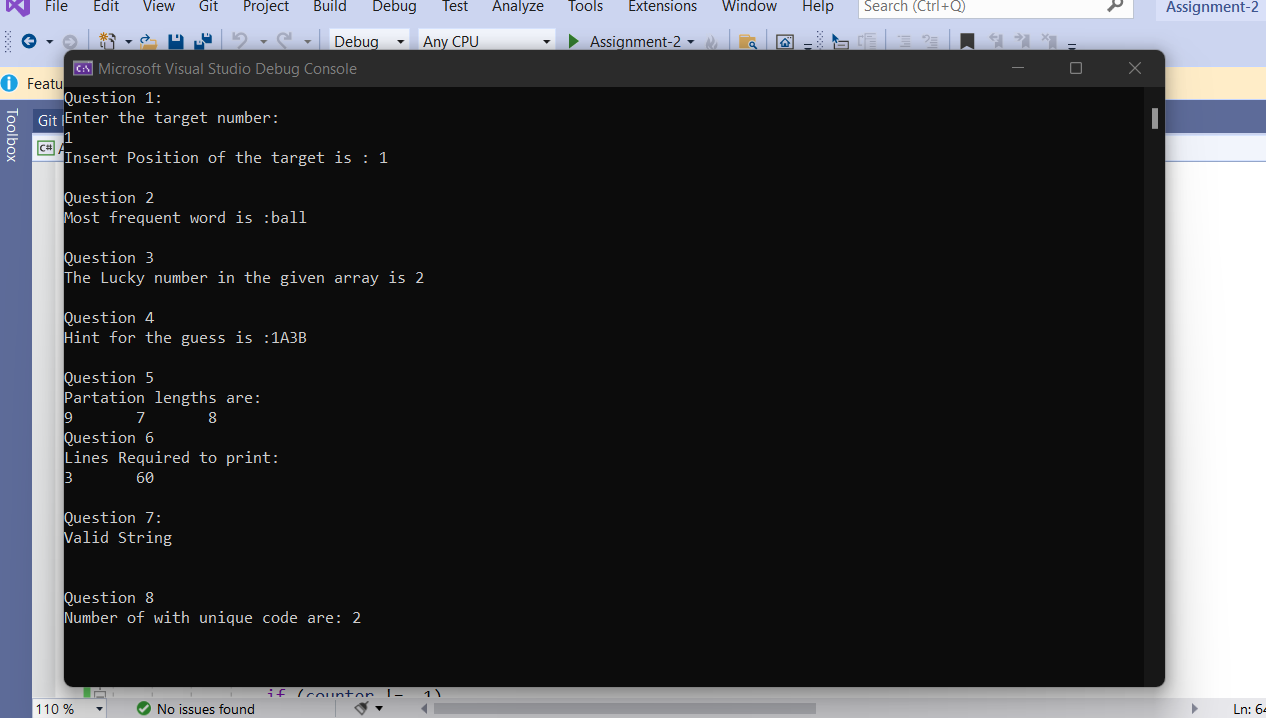 File Edit View Git Project Build Debug Test Analyze Tools Extensions Window Help Search (Ctrl+Q) Assignment-2
Debug Any CPU Assignment-2
Microsoft Visual Studio Debug Console
Featu
Toolbox
Git
C#
Question 1:
Enter the target number:
1
Insert Position of the target is : 1
Question 2
Most frequent word is :ball
Question 3
The Lucky number in the given array is 2
Question 4
Hint for the guess is :1A3B
Question 5
Partation lengths are:
9 7 8
Question 6
Lines Required to print:
3 60
Question 7:
Valid String
Question 8
Number of with unique code are: 2
if (counter !=  1)
110 % No issues found Ln: 64